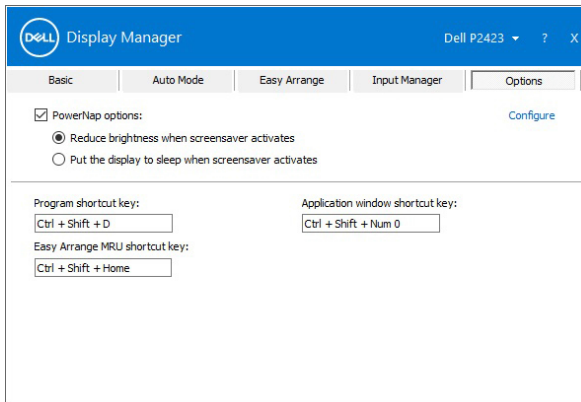 DELL Display Manager
Dell P2423 ? X
Basic Auto Mode Easy Arrange Input Manager Options
PowerNap options: Configure
Reduce brightness when screensaver activates
Put the display to sleep when screensaver activates
Program shortcut key: Application window shortcut key:
Ctrl + Shift + D Ctrl + Shift + Num 0
Easy Arrange MRU shortcut key:
Ctrl + Shift + Home